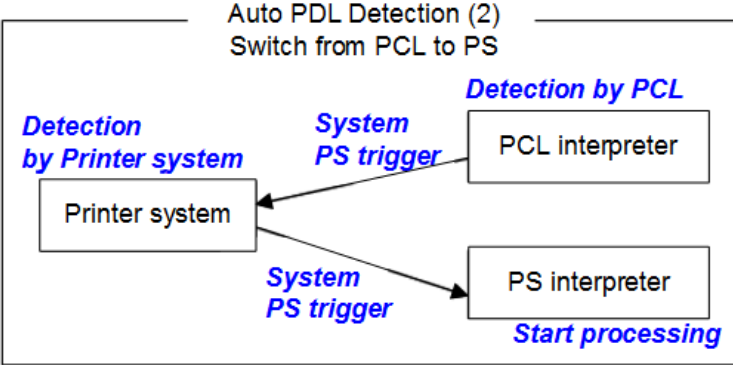 Auto PDL Detection (2)
Switch from PCL to PS
Detection by PCL
Detection
by Printer system
System
PS trigger
PCL interpreter
Printer system
System
PS trigger
PS interpreter
Start processing